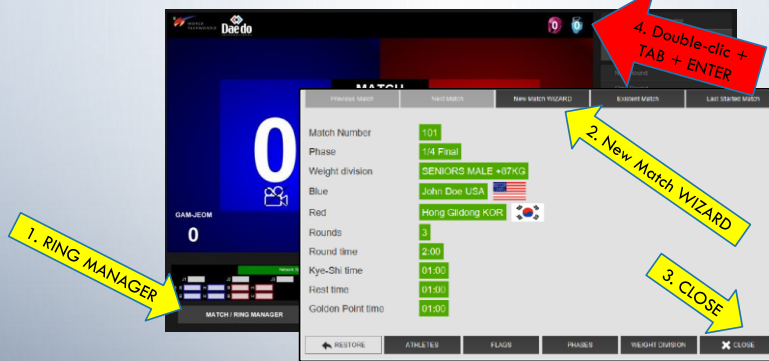 WORLD
TAEKWONDO
Daedo
0 0
4. Double-clic +
TAB + ENTER
MATCH
0
GAM-JEOM
0
1. RING MANAGER
MATCH / RING MANAGER
Previous Match Next Match New Match WIZARD Existent Match Last Started Match
Match Number 101
Phase 1/4 Final
Weight division SENIORS MALE +87KG
Blue John Doe USA
Red Hong Gildong KOR
Rounds 3
Round time 2:00
Kye-Shi time 01:00
Rest time 01:00
Golden Point time 01:00
2. New Match WIZARD
3. CLOSE
RESTORE ATHLETES FLAGS PHASES WEIGHT DIVISION CLOSE